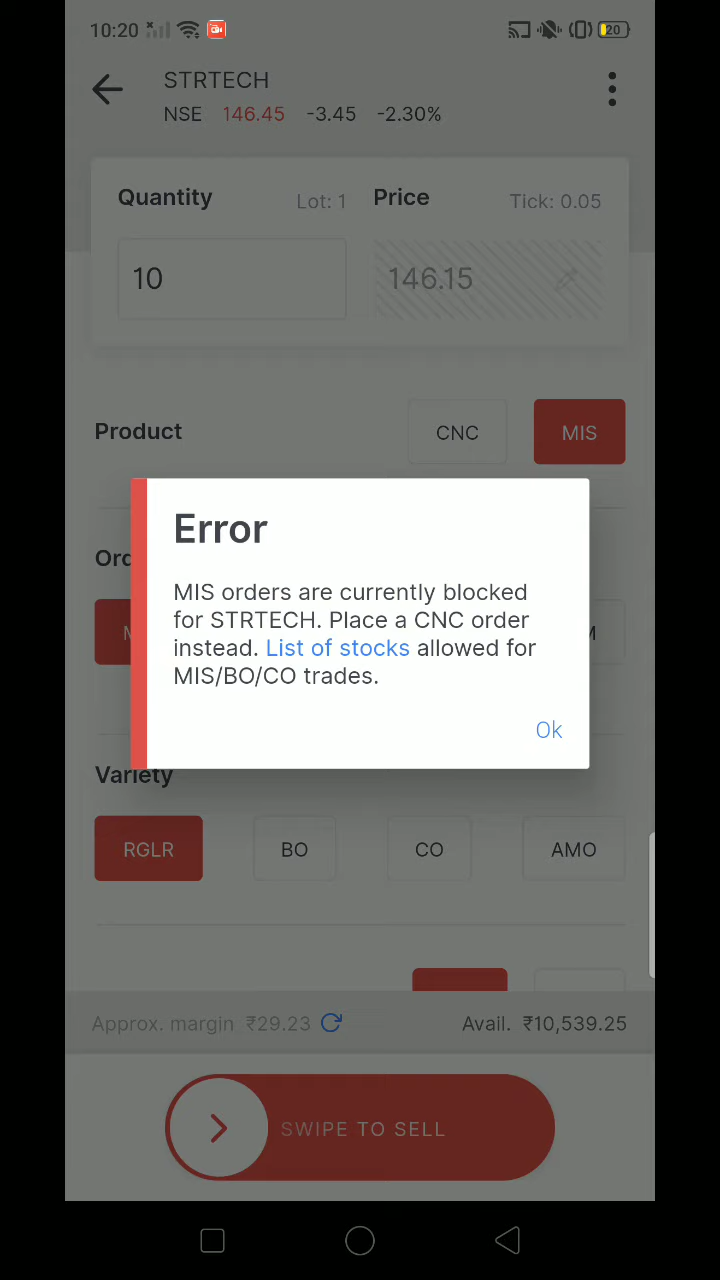 10:20
20
STRTECH
NSE 146.45 -3.45 -2.30%
Quantity Lot: 1 Price Tick: 0.05
10 146.15
Product CNC MIS
Error
MIS orders are currently blocked
for STRTECH. Place a CNC order
instead. List of stocks allowed for
MIS/BO/CO trades.
Ok
Variety
RGLR BO CO AMO
Approx. margin ₹29.23 Avail. ₹10,539.25
SWIPE TO SELL